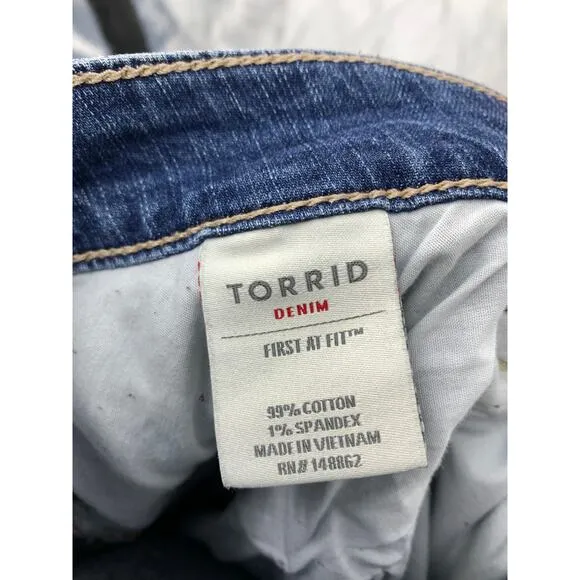 TORRID
DENIM
FIRST AT FIT™
99% COTTON
1% SPANDEX
MADE IN VIETNAM
RN# 148862